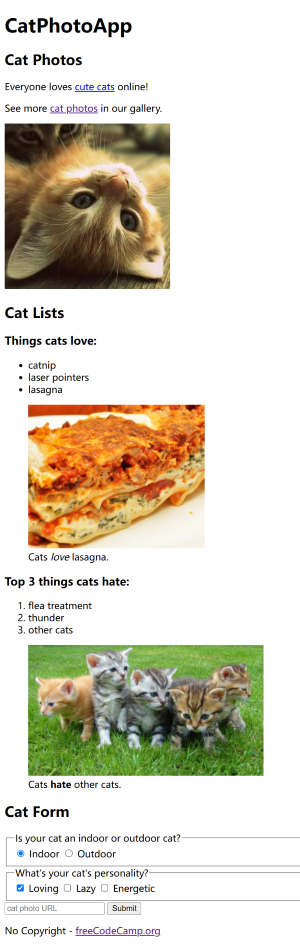 CatPhotoApp
Cat Photos
Everyone loves cute cats online!
See more cat photos in our gallery.
Cat Lists
Things cats love:
catnip
laser pointers
lasagna
Cats love lasagna.
Top 3 things cats hate:
1. flea treatment
2. thunder
3. other cats
Cats hate other cats.
Cat Form
Is your cat an indoor or outdoor cat?
Indoor Outdoor
What's your cat's personality?
Loving Lazy Energetic
cat photo URL Submit
No Copyright - freeCodeCamp.org